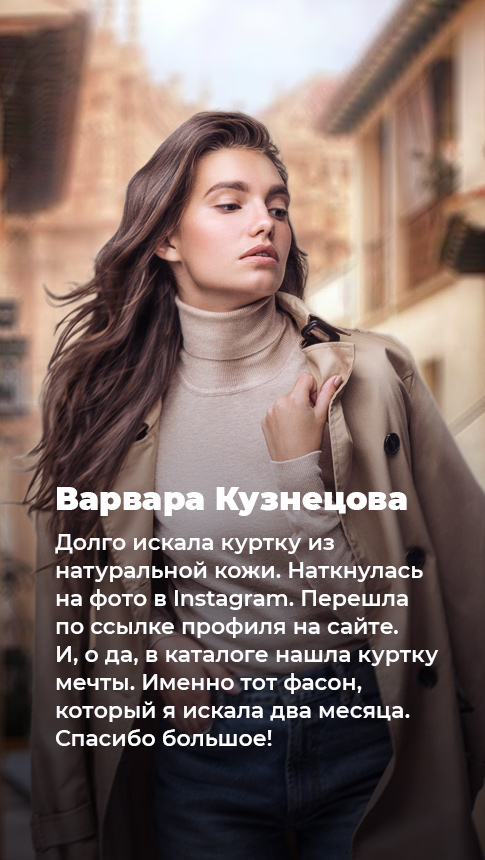 Варвара Кузнецова
Долго искала куртку из
натуральной кожи. Наткнулась
на фото в Instagram. Перешла
по ссылке профиля на сайте.
И, о да, в каталоге нашла куртку
мечты. Именно тот фасон,
который я искала два месяца.
Спасибо большое!